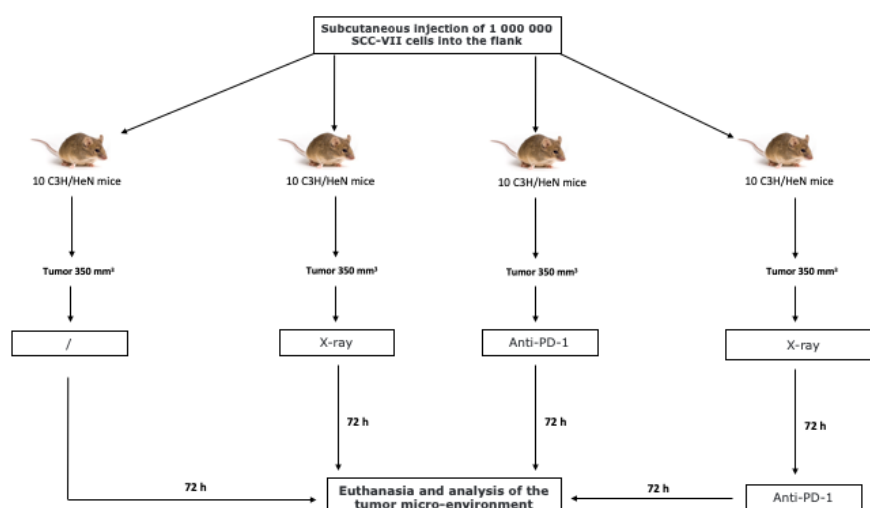 Subcutaneous injection of 1 000 000
SCC-VII cells into the flank
10 C3H/HeN mice
10 C3H/HeN mice
10 C3H/HeN mice
10 C3H/HeN mice
Tumor 350 mm³
Tumor 350 mm³
Tumor 350 mm³
Tumor 350 mm³
/
X-ray
Anti-PD-1
X-ray
72 h
72 h
72 h
72 h
Euthanasia and analysis of the
tumor micro-environment
72 h
Anti-PD-1